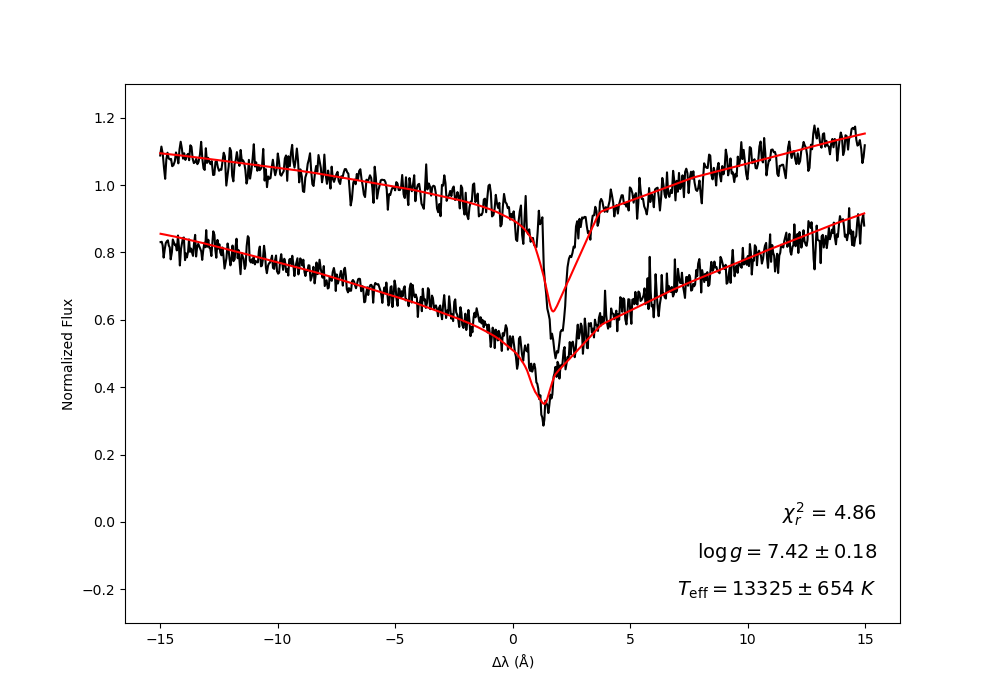 1.2
1.0
0.8
0.6
0.4
0.2
0.0
−0.2
Normalized Flux
χ²ᵣ = 4.86
log g = 7.42 ± 0.18
T_eff = 13325 ± 654 K
−15 −10 −5 0 5 10 15
Δλ (Å)